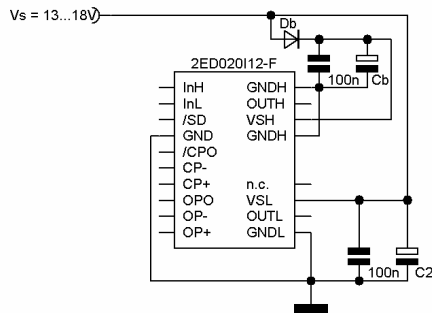 Vs = 13...18V
Db
2ED020I12-F
100n
Cb
InH GNDH
InL OUTH
/SD VSH
GND GNDH
/CPO
CP-
CP+ n.c.
OPO VSL
OP- OUTL
OP+ GNDL
100n
C2